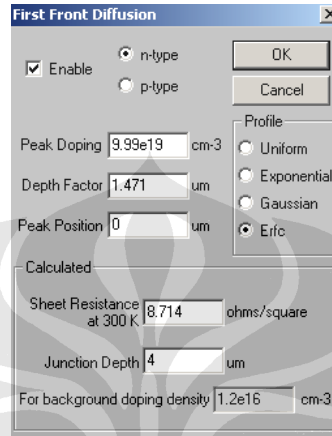 First Front Diffusion
Enable
n-type
p-type
OK
Cancel
Peak Doping 9.99e19 cm-3
Depth Factor 1.471 um
Peak Position 0 um
Profile
Uniform
Exponential
Gaussian
Erfc
Calculated
Sheet Resistance
at 300 K 8.714 ohms/square
Junction Depth 4 um
For background doping density 1.2e16 cm-3